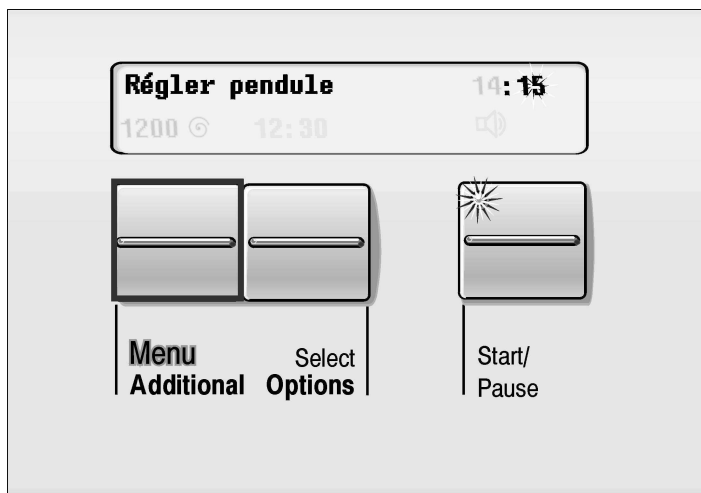 Régler pendule 14:15
1200 12:30
Menu Select Start/
Additional Options Pause